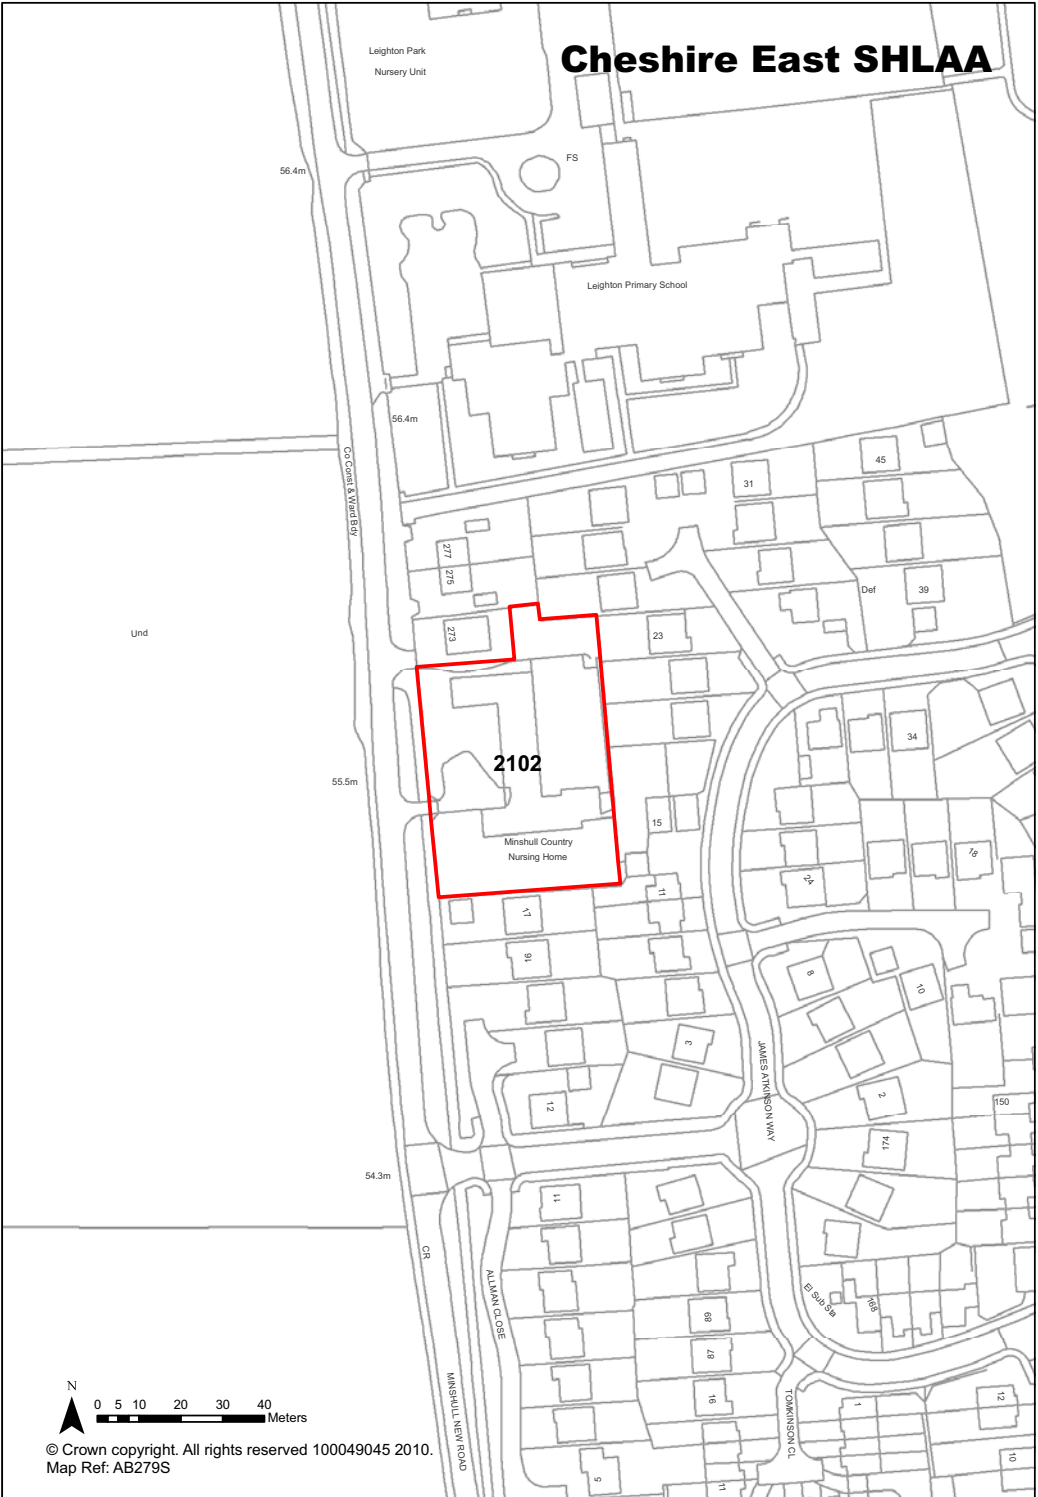 Cheshire East SHLAA
Leighton Park
Nursery Unit
FS
56.4m
Leighton Primary School
56.4m
Co Const & Ward Bdy
45
31
277
275
Def
39
273
23
Und
34
2102
55.5m
15
Minshull Country
Nursing Home
18
24
11
17
16
8
10
3
JAMES ATKINSON WAY
2
12
150
174
54.3m
11
CR
ALLMAN CLOSE
El Sub Sta
168
89
87
16
MINSHULL NEW ROAD
TOMKINSON CL
1
12
10
5
11
N
0 5 10 20 30 40
Meters
© Crown copyright. All rights reserved 100049045 2010.
Map Ref: AB279S